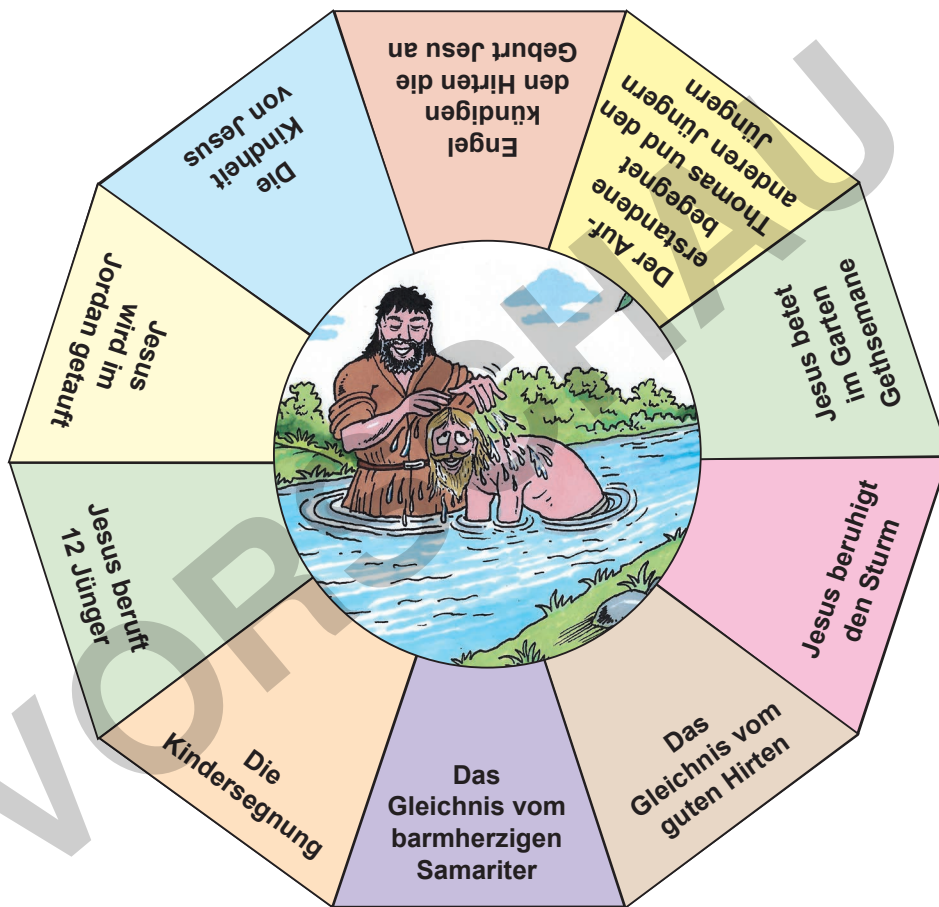 Engel
kündigen
den Hirten die
Geburt Jesu an
Der Auf-
erstandene
begegnet
Thomas und den
anderen Jüngern
Jüngern
Jesus betet
im Garten
Gethsemane
Jesus beruhigt
den Sturm
Das
Gleichnis vom
guten Hirten
Das
Gleichnis vom
barmherzigen
Samariter
Die
Kindersegnung
Jesus beruft
12 Jünger
Jesus
wird im
Jordan getauft
Die
Kindheit
von Jesus
VORSCHAU